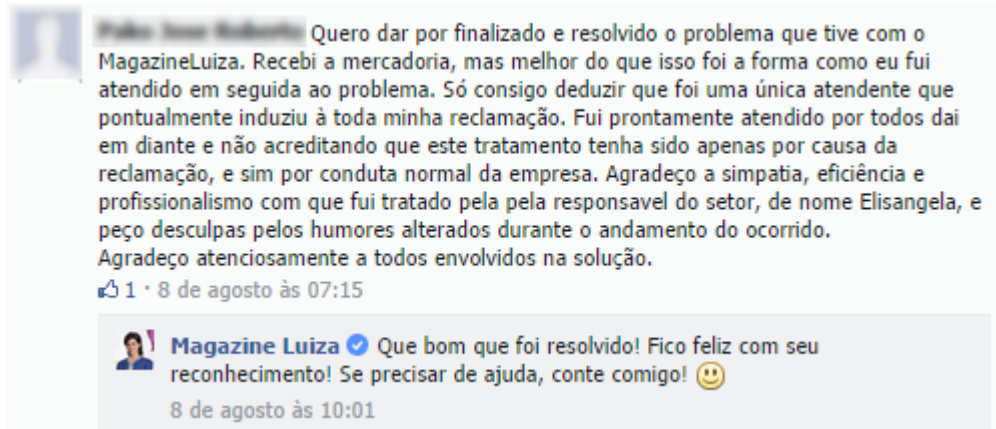 Quero dar por finalizado e resolvido o problema que tive com o
MagazineLuiza. Recebi a mercadoria, mas melhor do que isso foi a forma como eu fui
atendido em seguida ao problema. Só consigo deduzir que foi uma única atendente que
pontualmente induziu à toda minha reclamação. Fui prontamente atendido por todos dai
em diante e não acreditando que este tratamento tenha sido apenas por causa da
reclamação, e sim por conduta normal da empresa. Agradeço a simpatia, eficiência e
profissionalismo com que fui tratado pela pela responsavel do setor, de nome Elisangela, e
peço desculpas pelos humores alterados durante o andamento do ocorrido.
Agradeço atenciosamente a todos envolvidos na solução.
1 · 8 de agosto às 07:15
Magazine Luiza Que bom que foi resolvido! Fico feliz com seu
reconhecimento! Se precisar de ajuda, conte comigo!
8 de agosto às 10:01